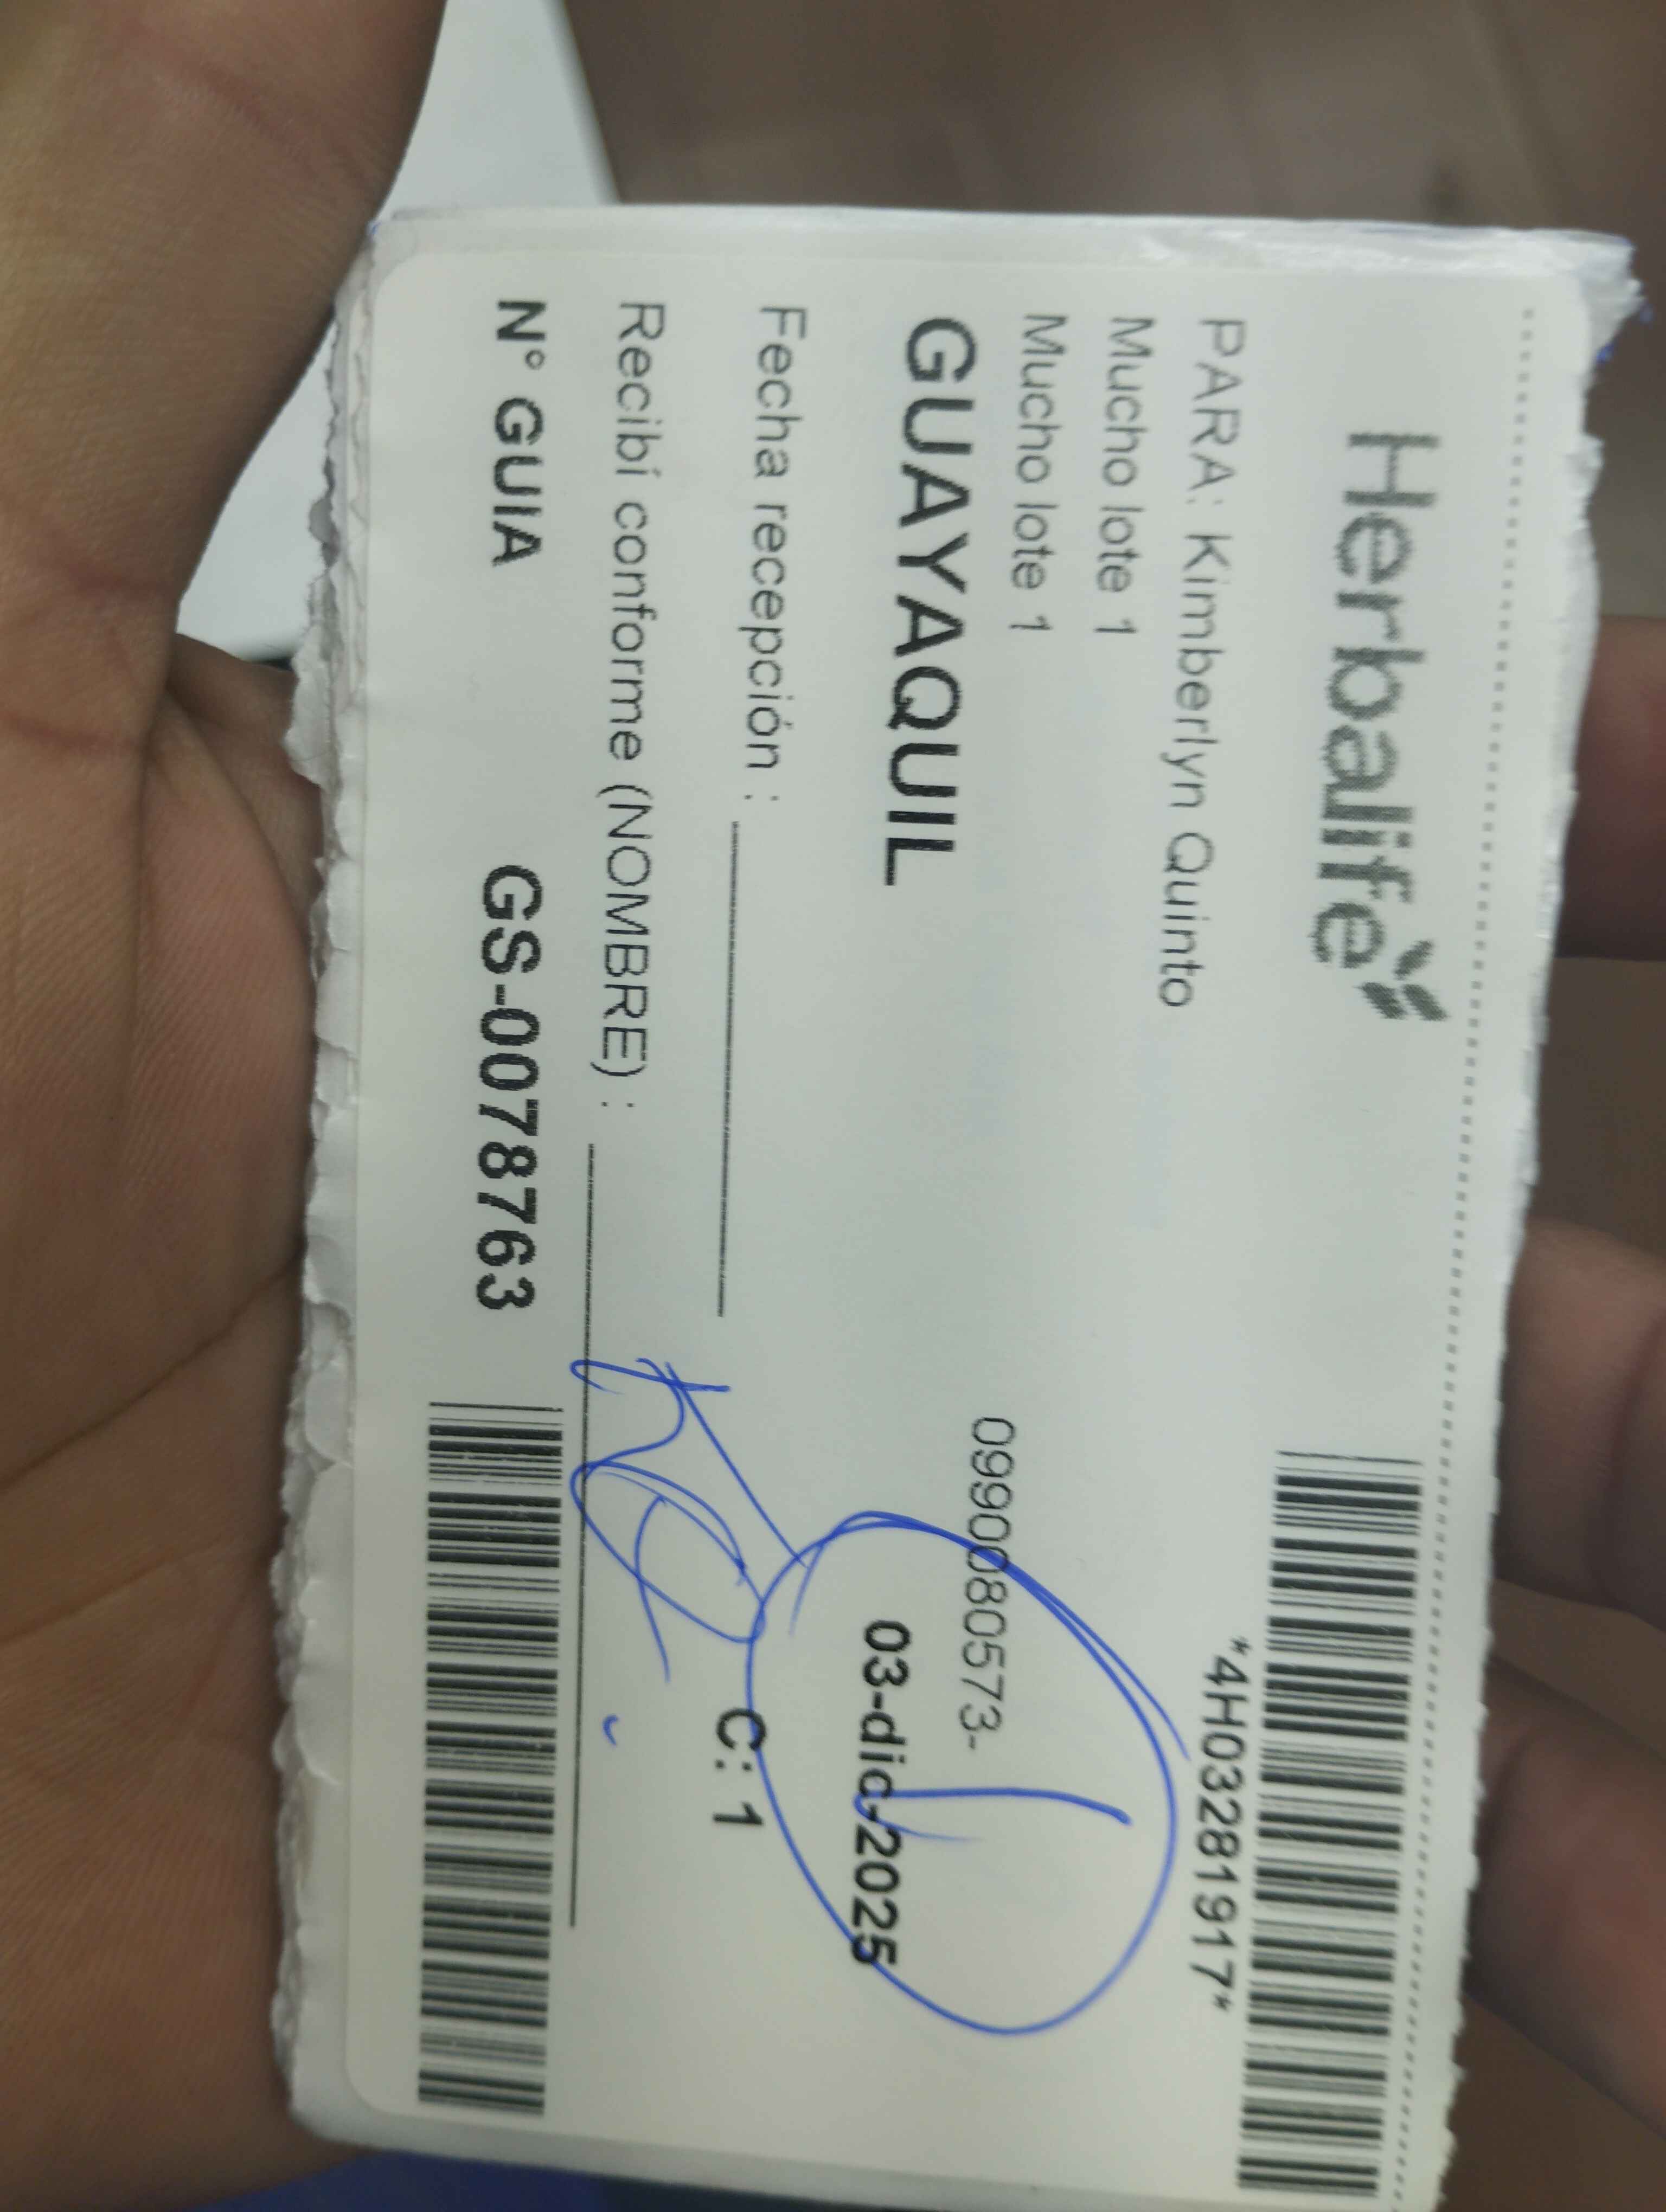 Herbalife
*4H03281917*
PARA: Kimberlyn Quinto
Mucho lote 1
Mucho lote 1
0990080573-
GUAYAQUIL
03-dic-2025
Fecha recepción :
C: 1
Recibí conforme (NOMBRE) :
N° GUIA GS-0078763